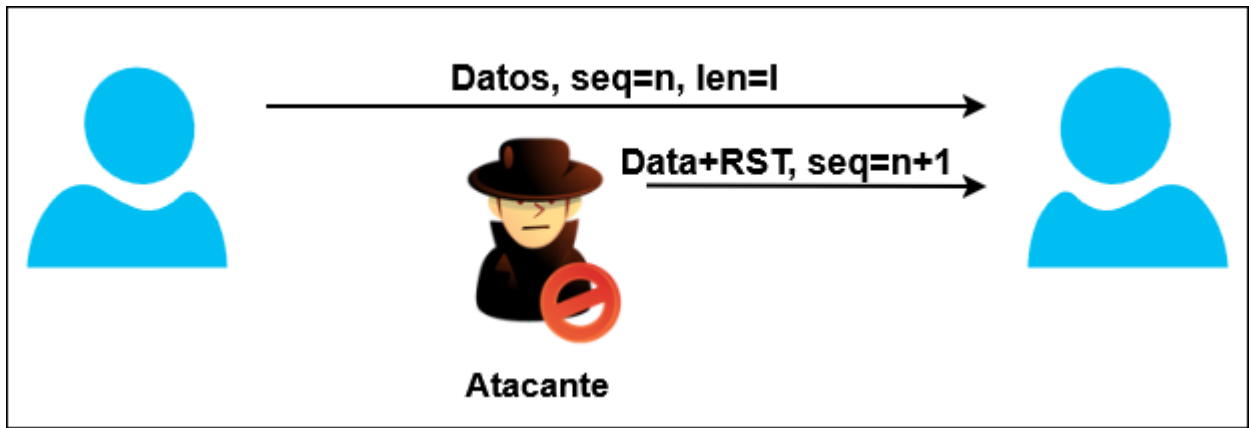 Datos, seq=n, len=l
Data+RST, seq=n+1
Atacante